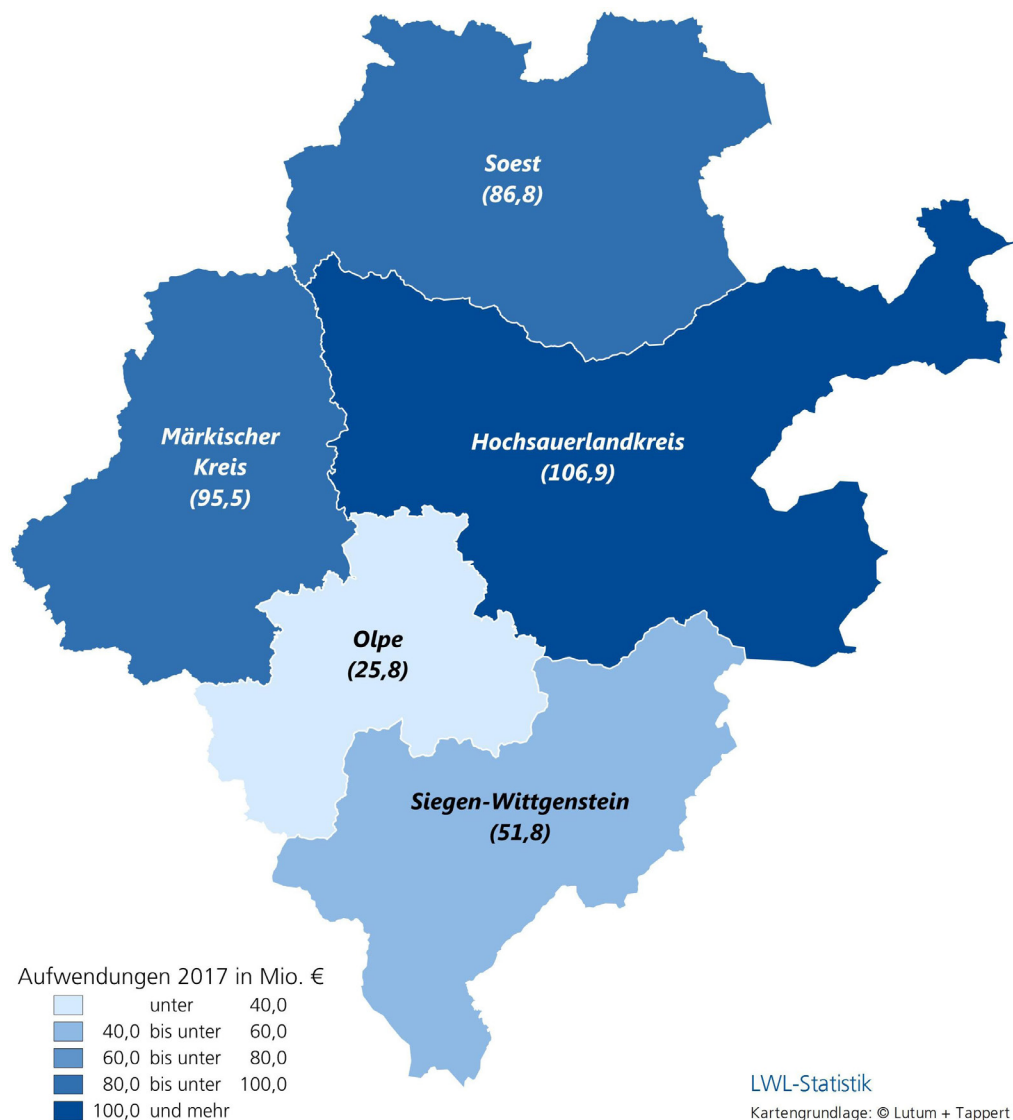 Soest
(86,8)
Märkischer
Kreis
(95,5)
Hochsauerlandkreis
(106,9)
Olpe
(25,8)
Siegen-Wittgenstein
(51,8)
Aufwendungen 2017 in Mio. €
unter 40,0
40,0 bis unter 60,0
60,0 bis unter 80,0
80,0 bis unter 100,0
100,0 und mehr
LWL-Statistik
Kartengrundlage: © Lutum + Tappert